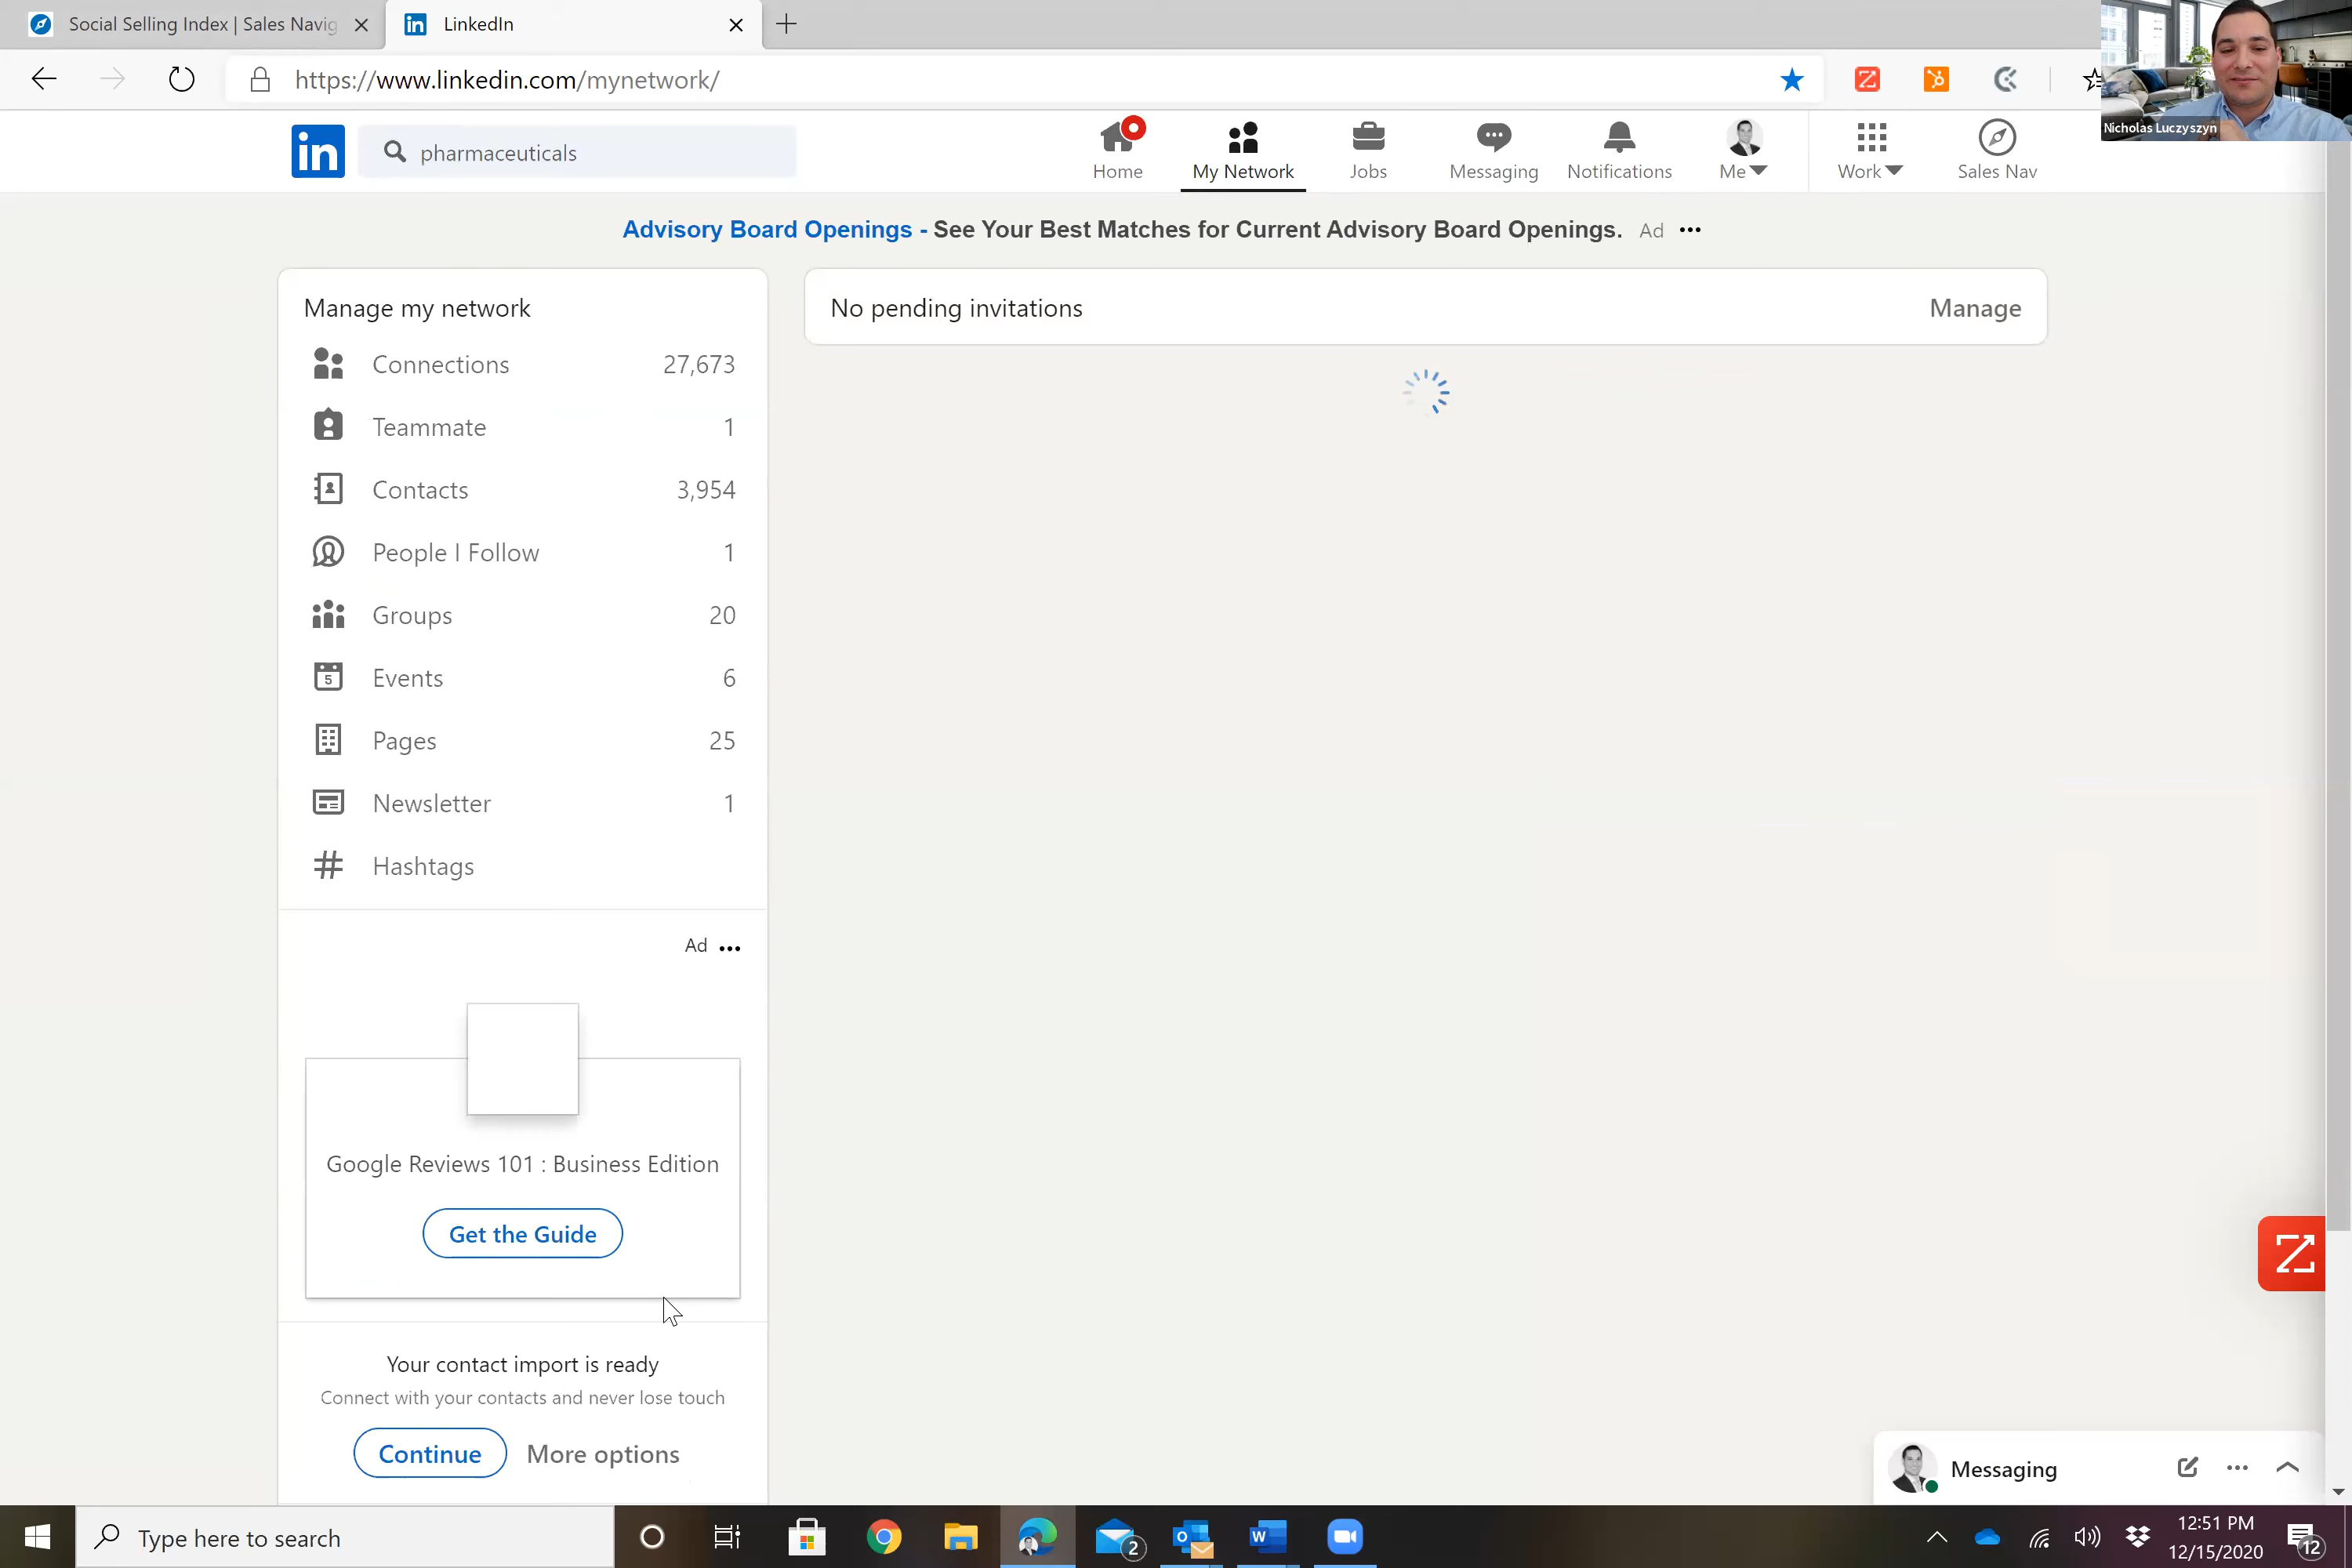 Social Selling Index | Sales Navig
LinkedIn
https://www.linkedin.com/mynetwork/
Nicholas Luczyszyn
in
pharmaceuticals
Home
My Network
Jobs
Messaging
Notifications
Me
Work
Sales Nav
Advisory Board Openings - See Your Best Matches for Current Advisory Board Openings. Ad
Manage my network
Connections 27,673
Teammate 1
Contacts 3,954
People I Follow 1
Groups 20
5 Events 6
Pages 25
Newsletter 1
# Hashtags
No pending invitations
Manage
Ad
Google Reviews 101 : Business Edition
Get the Guide
Your contact import is ready
Connect with your contacts and never lose touch
Continue More options
Messaging
Type here to search
2
12:51 PM
12/15/2020
12